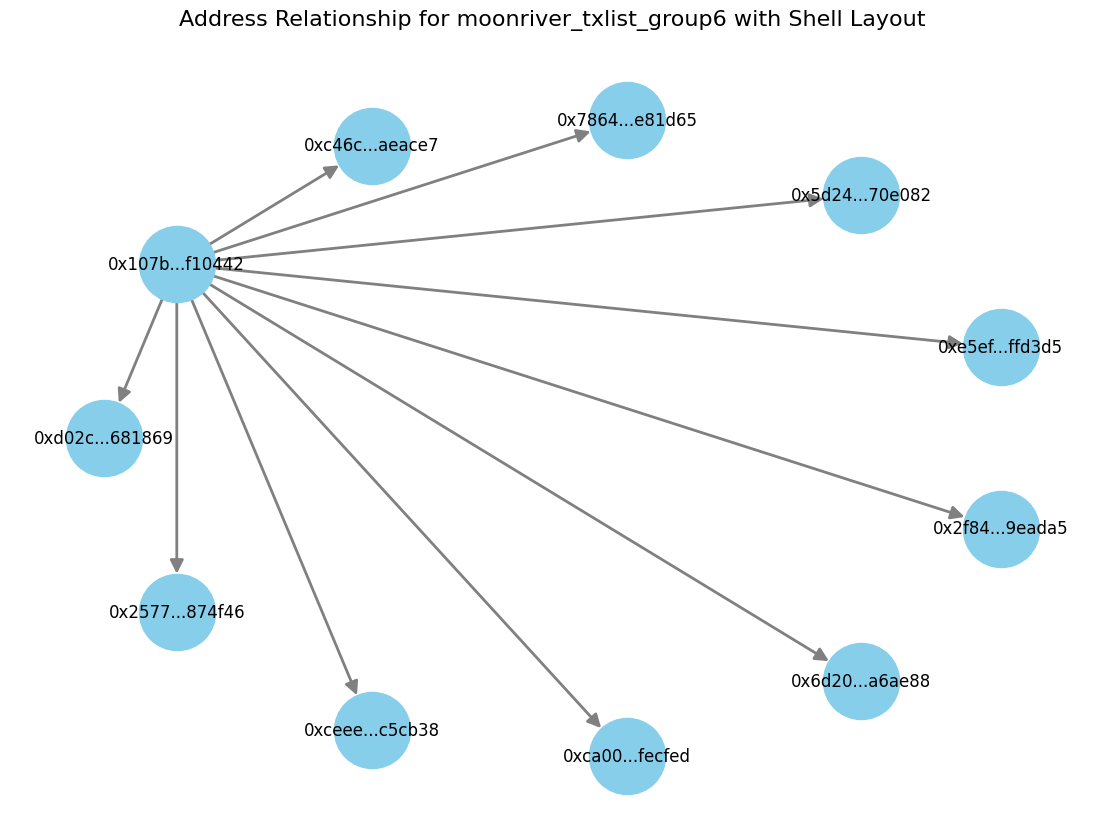 Address Relationship for moonriver_txlist_group6 with Shell Layout
0x7864...e81d65
0xc46c...aeace7
0x5d24...70e082
0x107b...f10442
0xe5ef...ffd3d5
0xd02c...681869
0x2f84...9eada5
0x2577...874f46
0x6d20...a6ae88
0xceee...c5cb38
0xca00...fecfed